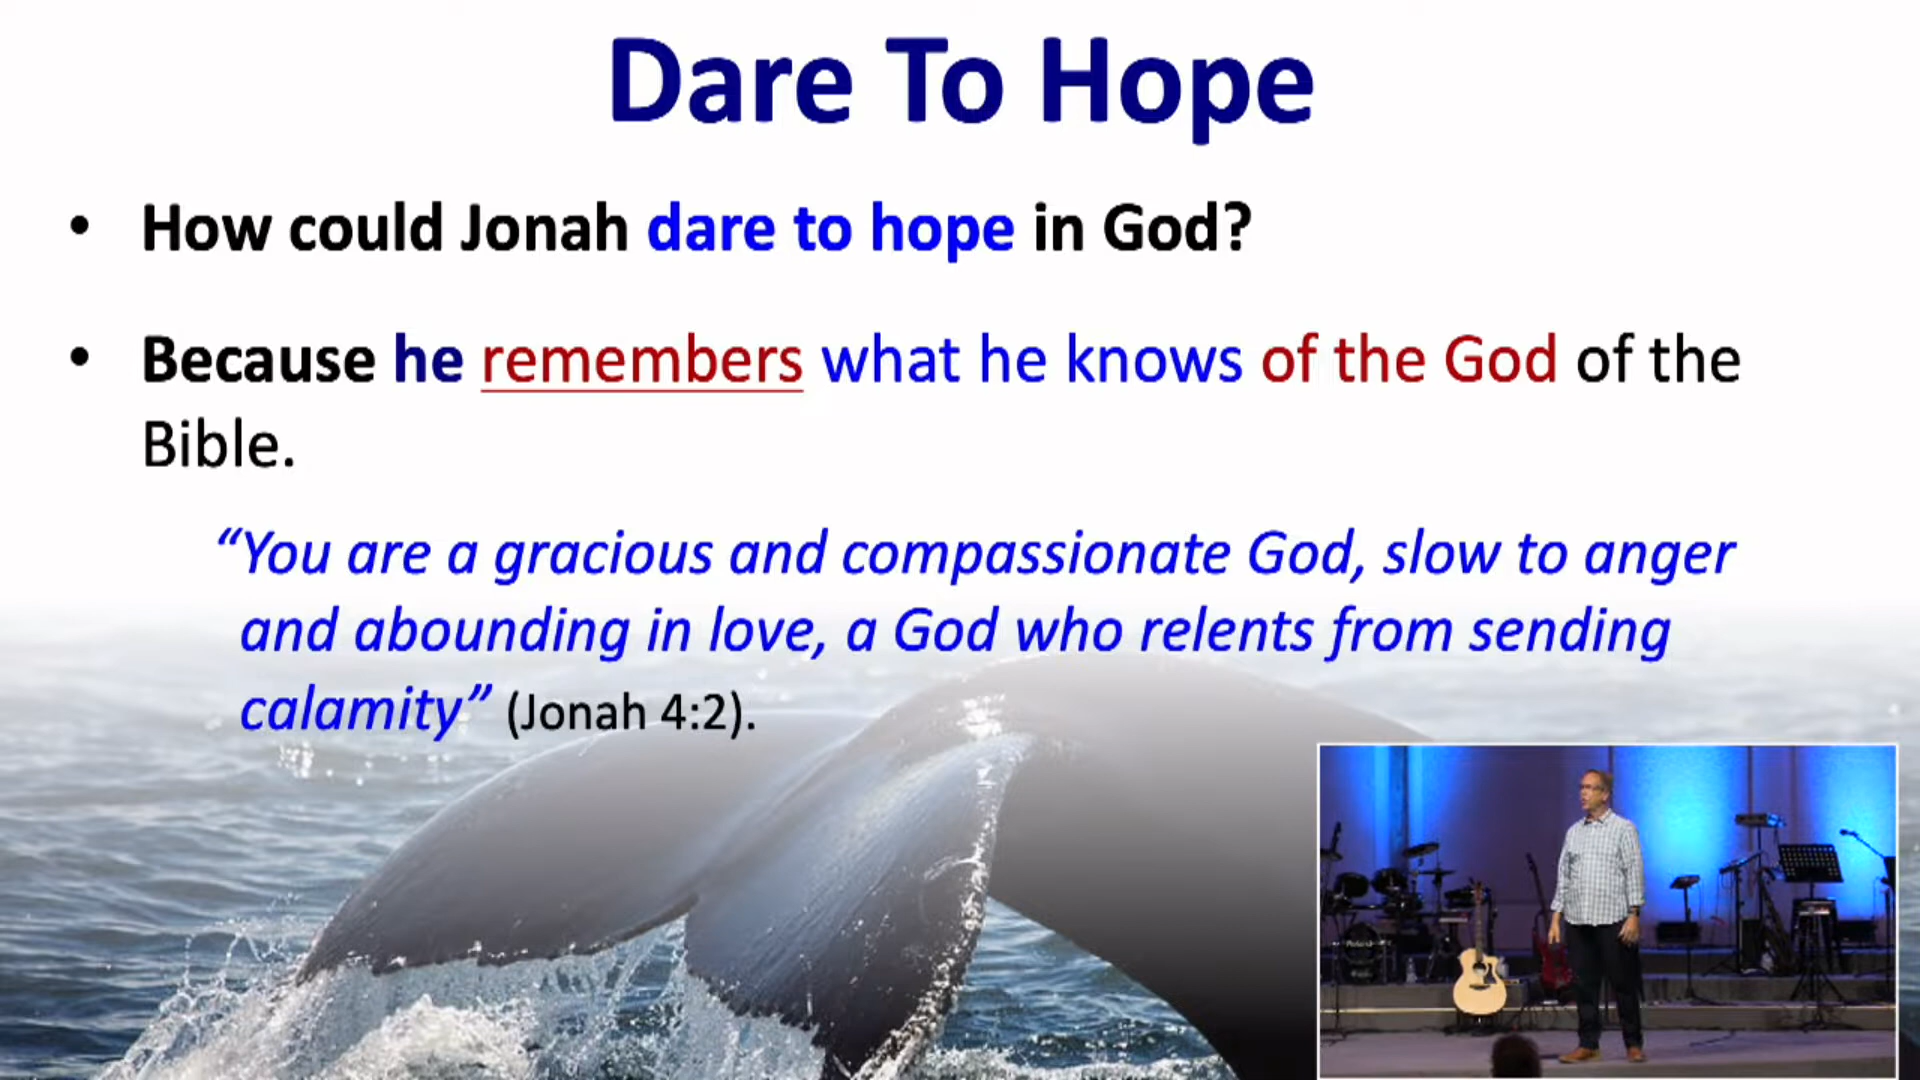 Dare To Hope
• How could Jonah dare to hope in God?
• Because he remembers what he knows of the God of the
Bible.
“You are a gracious and compassionate God, slow to anger
and abounding in love, a God who relents from sending
calamity” (Jonah 4:2).
Roland